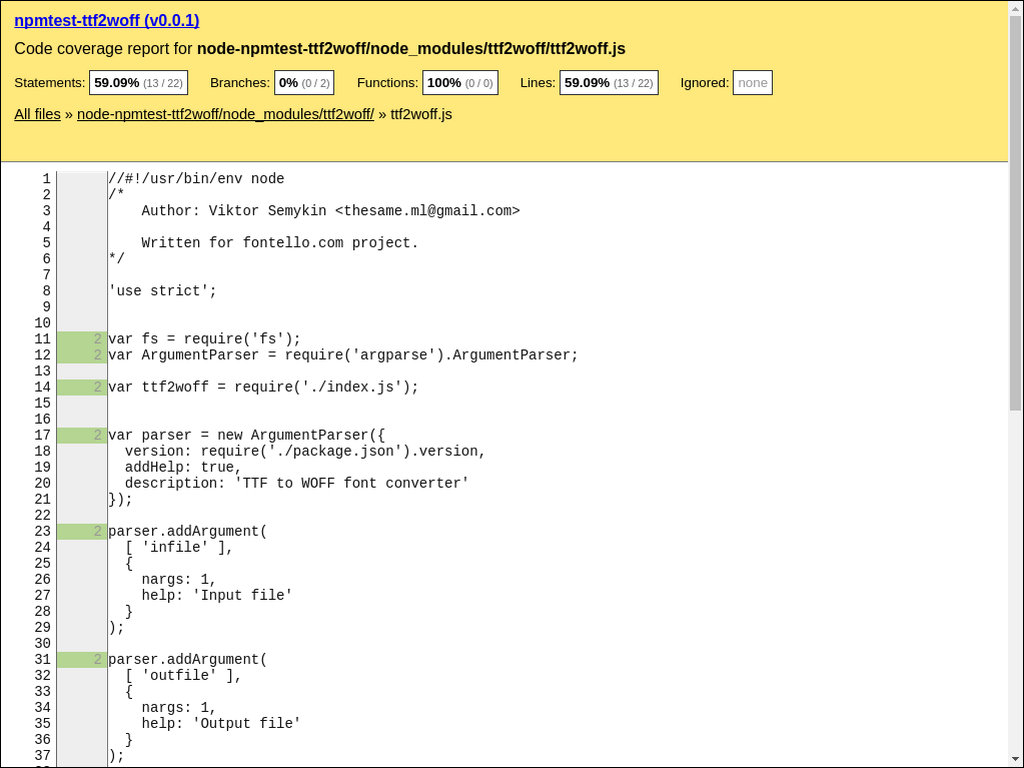 npmtest-ttf2woff (v0.0.1)
Code coverage report for node-npmtest-ttf2woff/node_modules/ttf2woff/ttf2woff.js
Statements: 59.09% (13 / 22) Branches: 0% (0 / 2) Functions: 100% (0 / 0) Lines: 59.09% (13 / 22) Ignored: none
All files » node-npmtest-ttf2woff/node_modules/ttf2woff/ » ttf2woff.js
1 //#!/usr/bin/env node
2 /*
3     Author: Viktor Semykin <thesame.ml@gmail.com>
4
5     Written for fontello.com project.
6 */
7
8 'use strict';
9
10
11 2 var fs = require('fs');
12 2 var ArgumentParser = require('argparse').ArgumentParser;
13
14 2 var ttf2woff = require('./index.js');
15
16
17 2 var parser = new ArgumentParser({
18   version: require('./package.json').version,
19   addHelp: true,
20   description: 'TTF to WOFF font converter'
21 });
22
23 2 parser.addArgument(
24   [ 'infile' ],
25   {
26     nargs: 1,
27     help: 'Input file'
28   }
29 );
30
31 2 parser.addArgument(
32   [ 'outfile' ],
33   {
34     nargs: 1,
35     help: 'Output file'
36   }
37 );